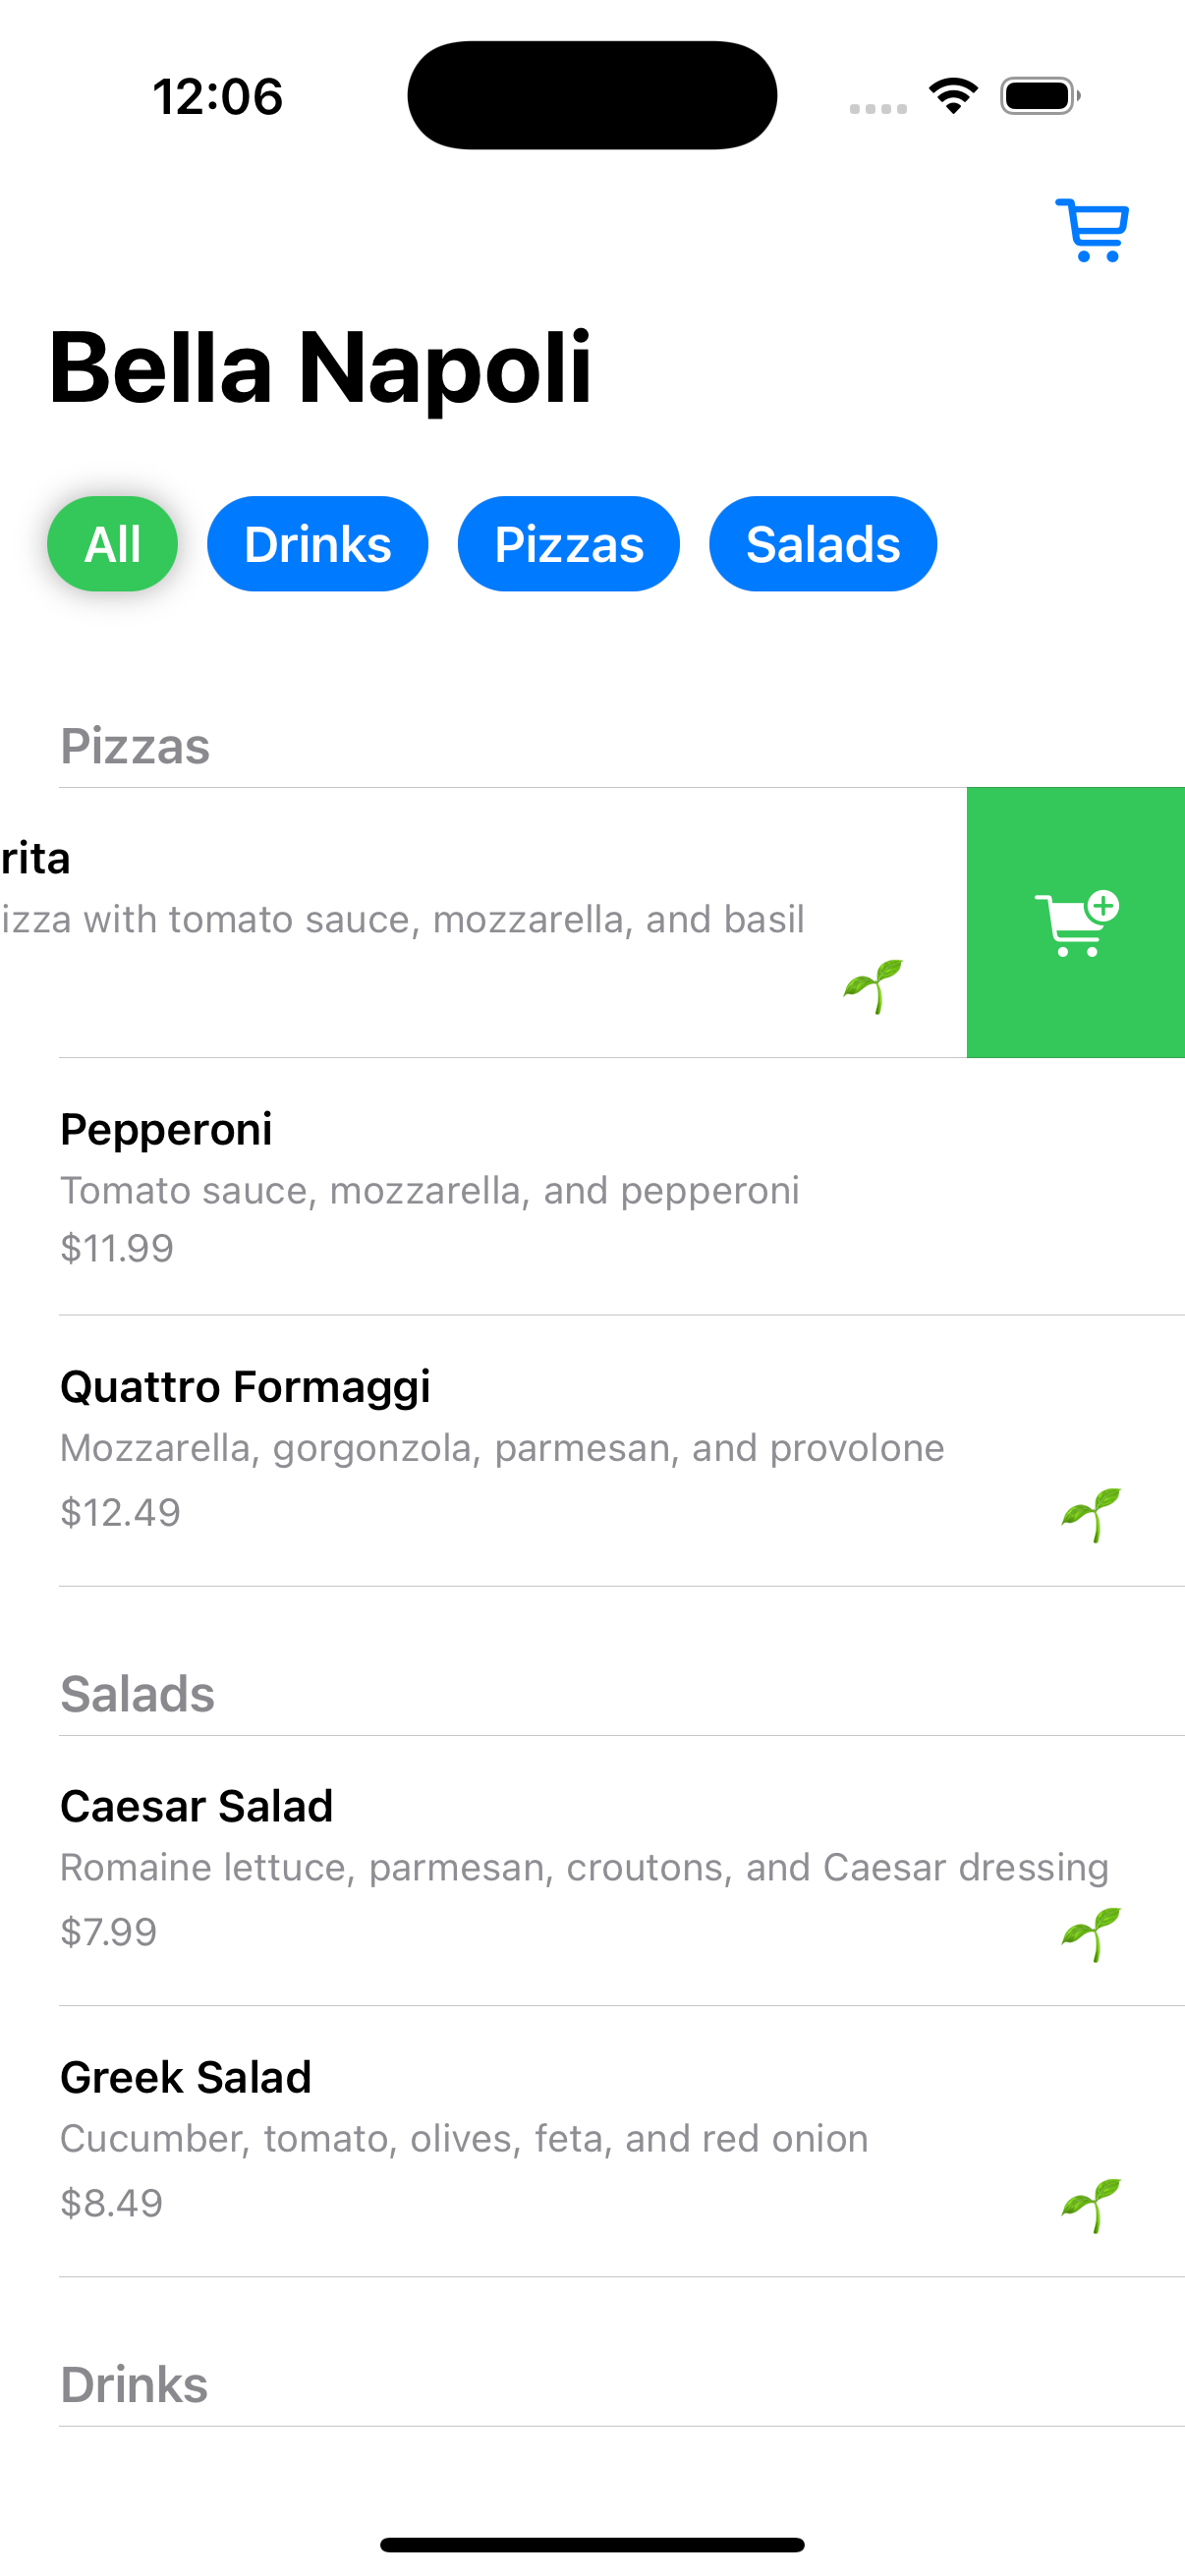 12:06
Bella Napoli
All Drinks Pizzas Salads
Pizzas
rita
izza with tomato sauce, mozzarella, and basil
Pepperoni
Tomato sauce, mozzarella, and pepperoni
$11.99
Quattro Formaggi
Mozzarella, gorgonzola, parmesan, and provolone
$12.49
Salads
Caesar Salad
Romaine lettuce, parmesan, croutons, and Caesar dressing
$7.99
Greek Salad
Cucumber, tomato, olives, feta, and red onion
$8.49
Drinks